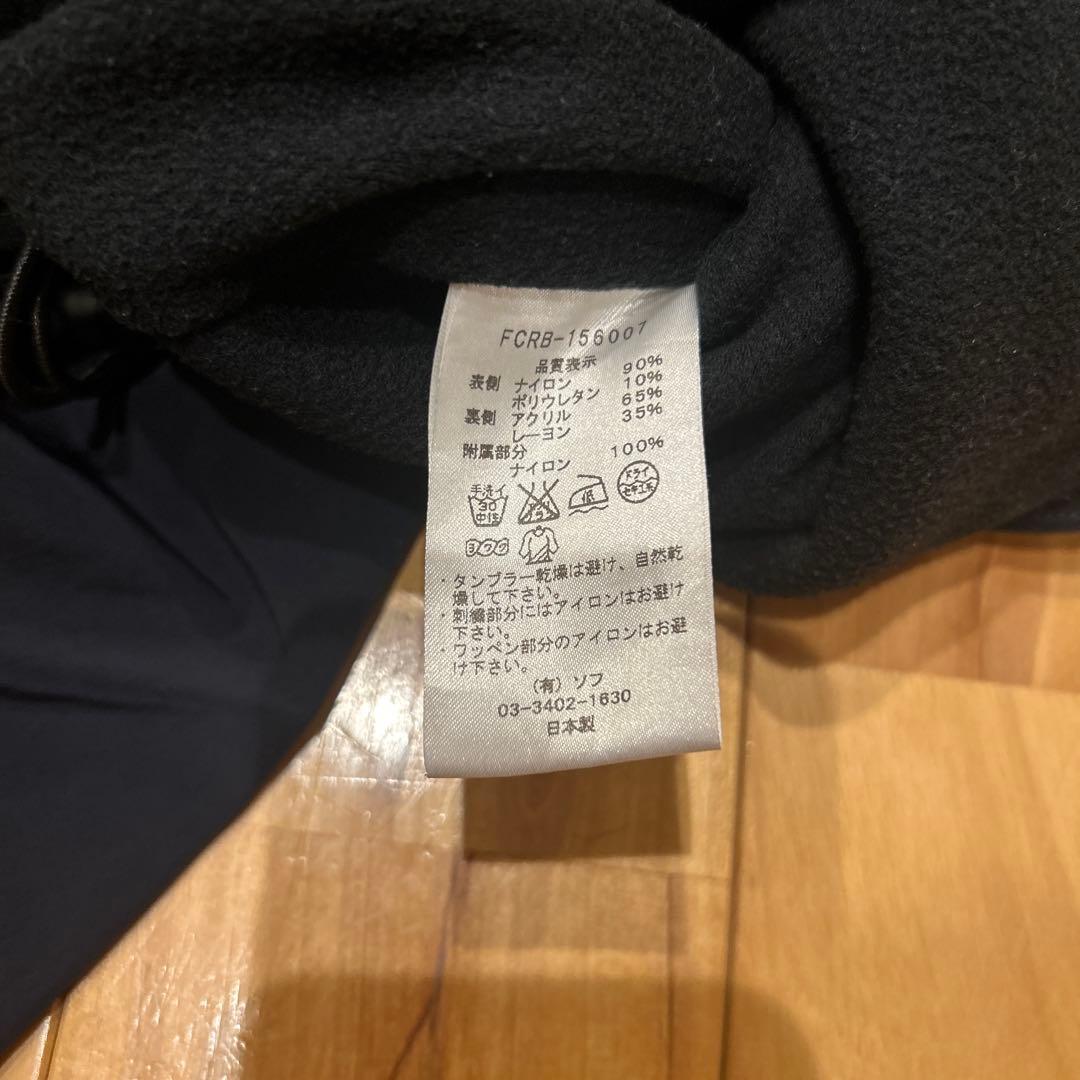 FCRB-156007
品質表示
表側 ナイロン 90%
ポリウレタン 10%
裏側 アクリル 65%
レーヨン 35%
附属部分
ナイロン 100%
手洗イ 30 中性 低 ドライ セキユ系
ヨワク
・タンブラー乾燥は避け、自然乾
燥して下さい。
・刺繍部分にはアイロンはお避け
下さい。
・ワッペン部分のアイロンはお避
け下さい。
(有) ソフ
03-3402-1630
日本製